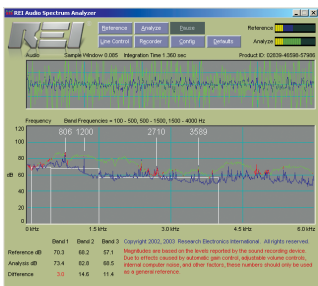 REI Audio Spectrum Analyzer
REI
Reference Analyze Pause Reference
Line Control Recorder Config Defaults Analyze
Audio Sample Window 0.005 Integration Time 1.360 sec Product ID: 02839-46598-57986
Frequency Band Frequencies = 100 - 500, 500 - 1500, 1500 - 4000 Hz
120
806 1200 2710 3589
100
80
dB 60
40
20
0
0 kHz 1.5 kHz 3.0 kHz 4.5 kHz 6.0 kHz
Band 1 Band 2 Band 3 Copyright 2002, 2003 Research Electronics International. All rights reserved.
Reference dB 70.3 68.2 57.1 Magnitudes are based on the levels reported by the sound recording device.
Due to effects caused by automatic gain control, adjustable volume controls,
Analysis dB 73.4 82.8 68.5 internal computer noise, and other factors, these numbers should only be used
Difference 3.0 14.6 11.4 as a general reference.